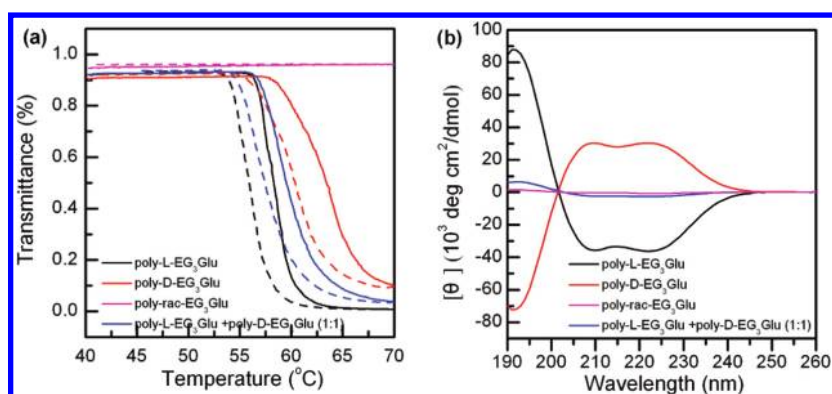 (a)
1.0
0.8
0.6
0.4
0.2
0.0
Transmittance (%)
poly-L-EG₃Glu
poly-D-EG₃Glu
poly-rac-EG₃Glu
poly-L-EG₃Glu +poly-D-EG₃Glu (1:1)
40 45 50 55 60 65 70
Temperature (°C)
(b)
80
60
40
20
0
-20
-40
-60
-80
[θ] (10³ deg cm²/dmol)
poly-L-EG₃Glu
poly-D-EG₃Glu
poly-rac-EG₃Glu
poly-L-EG₃Glu +poly-D-EG₃Glu (1:1)
190 200 210 220 230 240 250 260
Wavelength (nm)